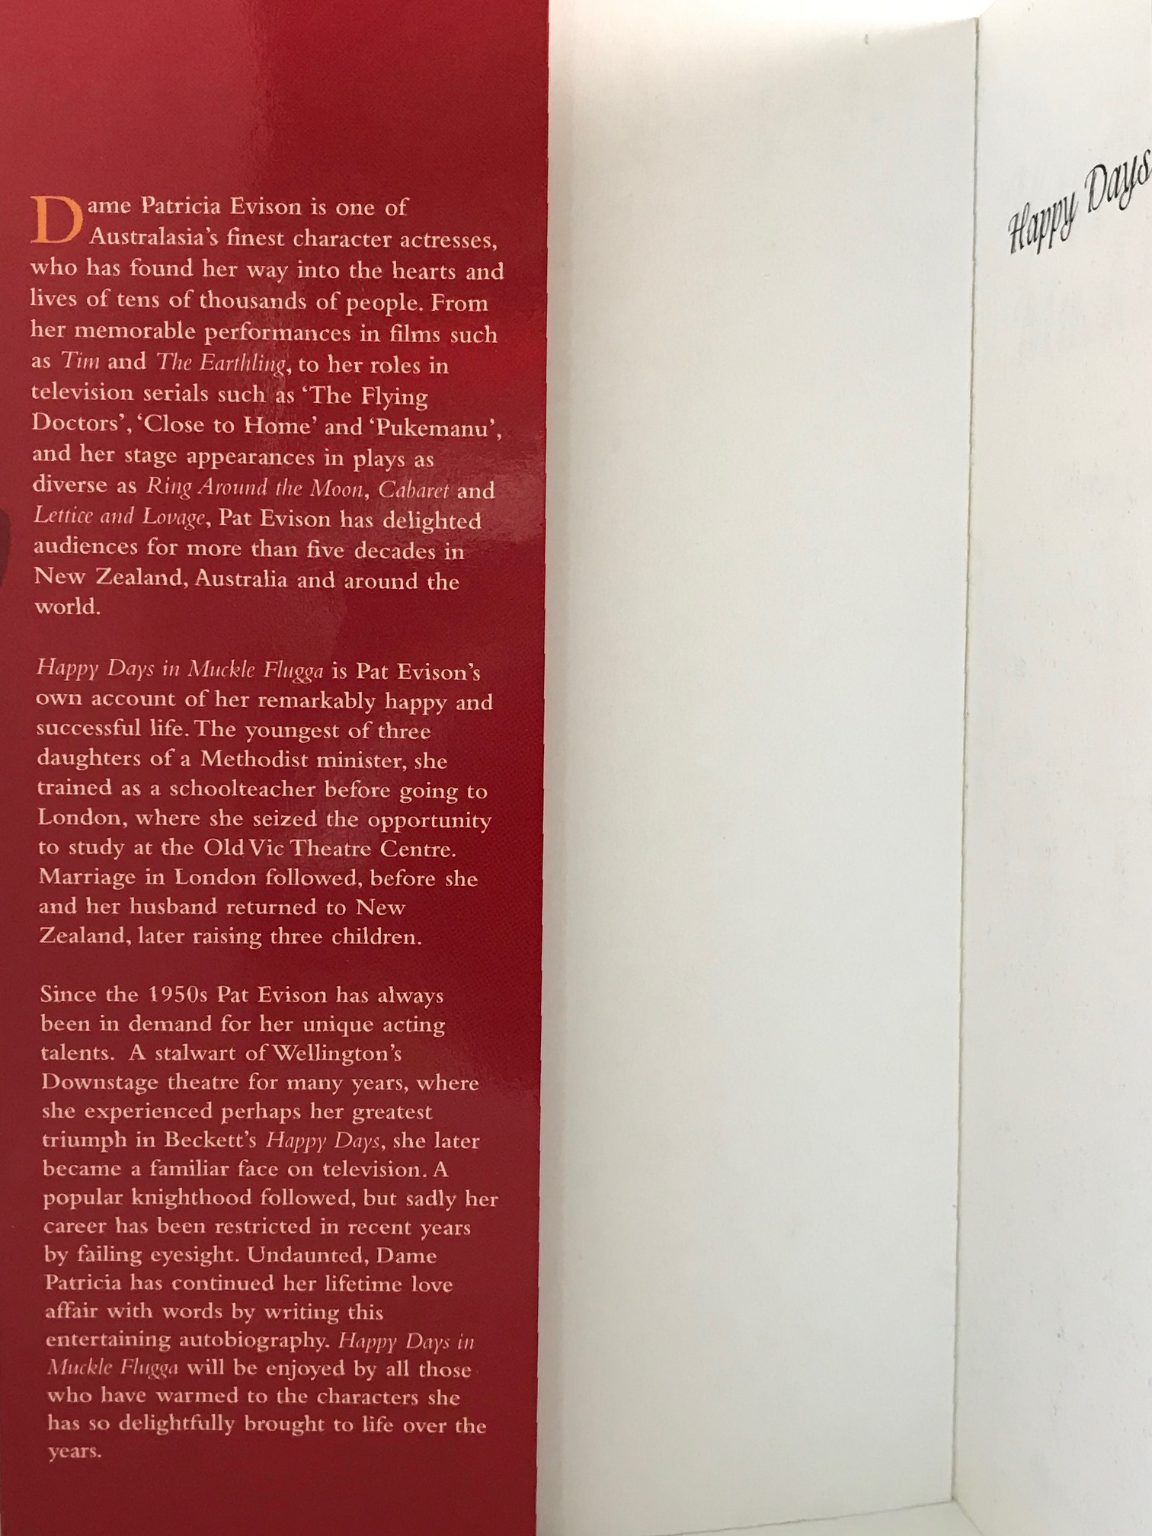 Dame Patricia Evison is one of
Australasia's finest character actresses,
who has found her way into the hearts and
lives of tens of thousands of people. From
her memorable performances in films such
as Tim and The Earthling, to her roles in
television serials such as ‘The Flying
Doctors’, ‘Close to Home’ and ‘Pukemanu’,
and her stage appearances in plays as
diverse as Ring Around the Moon, Cabaret and
Lettice and Lovage, Pat Evison has delighted
audiences for more than five decades in
New Zealand, Australia and around the
world.
Happy Days in Muckle Flugga is Pat Evison’s
own account of her remarkably happy and
successful life. The youngest of three
daughters of a Methodist minister, she
trained as a schoolteacher before going to
London, where she seized the opportunity
to study at the Old Vic Theatre Centre.
Marriage in London followed, before she
and her husband returned to New
Zealand, later raising three children.
Since the 1950s Pat Evison has always
been in demand for her unique acting
talents. A stalwart of Wellington’s
Downstage theatre for many years, where
she experienced perhaps her greatest
triumph in Beckett’s Happy Days, she later
became a familiar face on television. A
popular knighthood followed, but sadly her
career has been restricted in recent years
by failing eyesight. Undaunted, Dame
Patricia has continued her lifetime love
affair with words by writing this
entertaining autobiography. Happy Days in
Muckle Flugga will be enjoyed by all those
who have warmed to the characters she
has so delightfully brought to life over the
years.
Happy Days